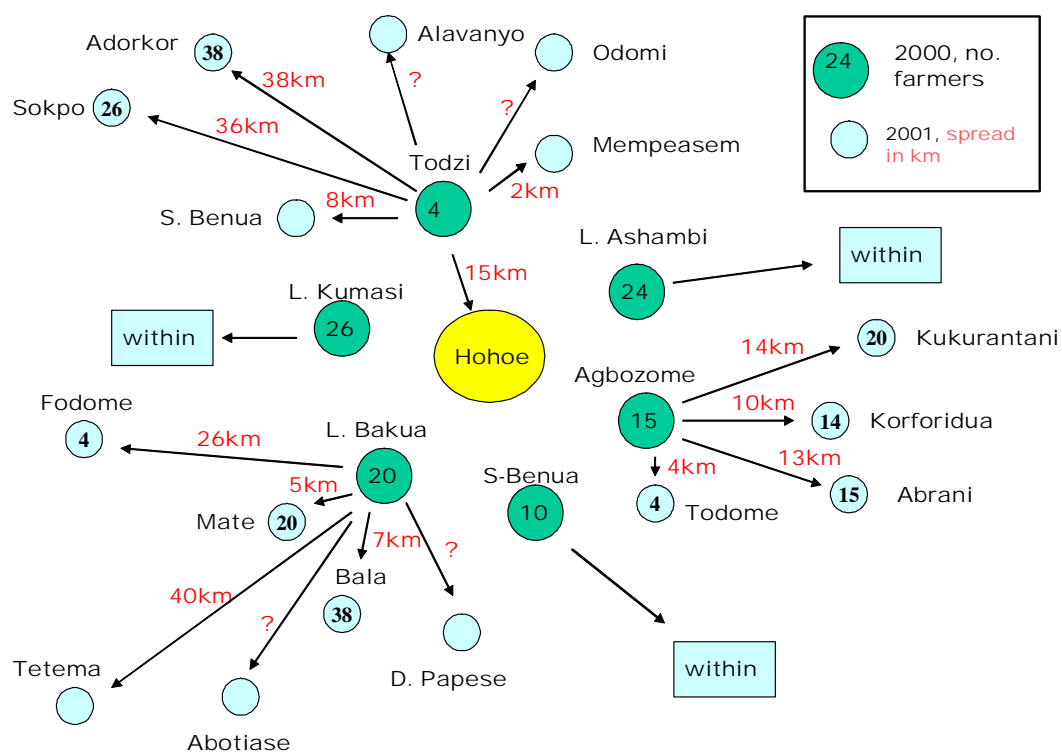 Alavanyo
Odomi
Adorkor
38
38km
?
?
24
2000, no.
farmers
Sokpo
26
36km
Todzi
Mempeasem
2001, spread
in km
4
2km
S. Benua
8km
L. Ashambi
within
15km
24
L. Kumasi
26
within
Hohoe
14km
20
Kukurantani
Agbozome
15
10km
14
Korforidua
Fodome
4
26km
L. Bakua
20
13km
15
Abrani
4km
4
Todome
5km
S-Benua
10
Mate
20
7km
?
Bala
38
40km
?
Tetema
D. Papese
within
Abotiase